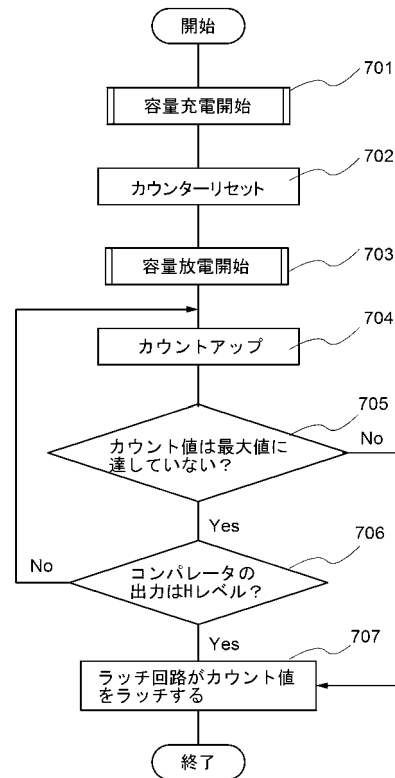 開始
容量充電開始
701
カウンターリセット
702
容量放電開始
703
カウントアップ
704
カウント値は最大値に
達していない?
705
No
Yes
コンパレータの
出力はHレベル?
706
No
Yes
ラッチ回路がカウント値
をラッチする
707
終了